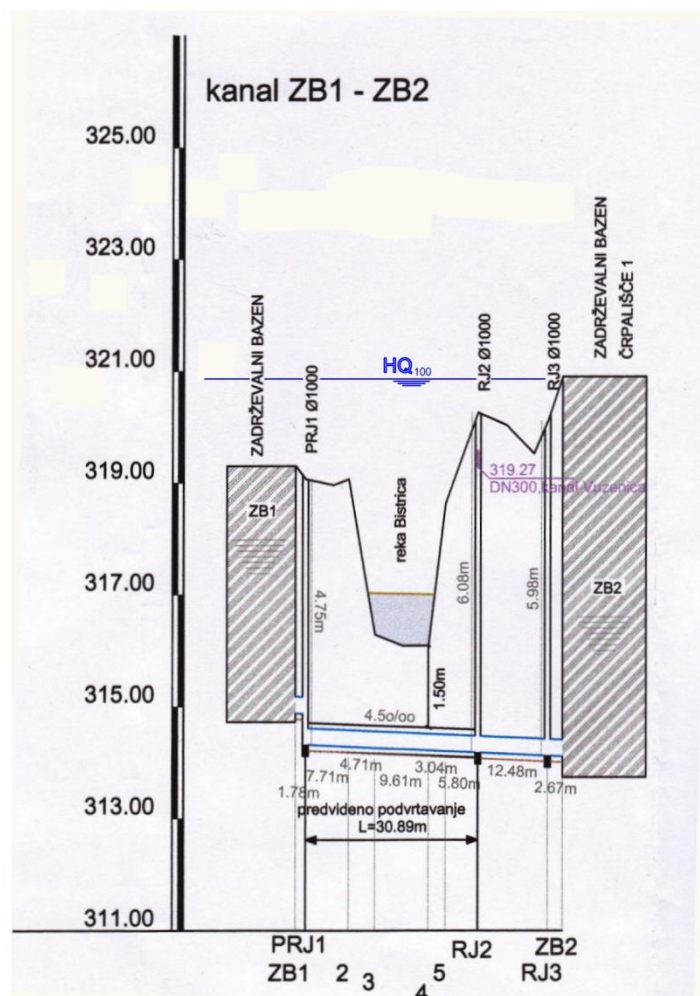 kanal ZB1 - ZB2
325.00
323.00
321.00
319.00
317.00
315.00
313.00
311.00
ZADRŽEVALNI BAZEN
PRJ1 Ø1000
HQ100
RJ2 Ø1000
RJ3 Ø1000
ZADRŽEVALNI BAZEN
ČRPALIŠČE 1
ZB1
reka Bistrica
319.27
DN300, kanal Vuzenica
4.75m
6.08m
5.98m
ZB2
1.50m
4.5o/oo
1.78m
7.71m
4.71m
9.61m
3.04m
5.80m
12.48m
2.67m
predvideno podvrtavanje
L=30.89m
PRJ1
RJ2
ZB2
ZB1
2
3
4
5
RJ3